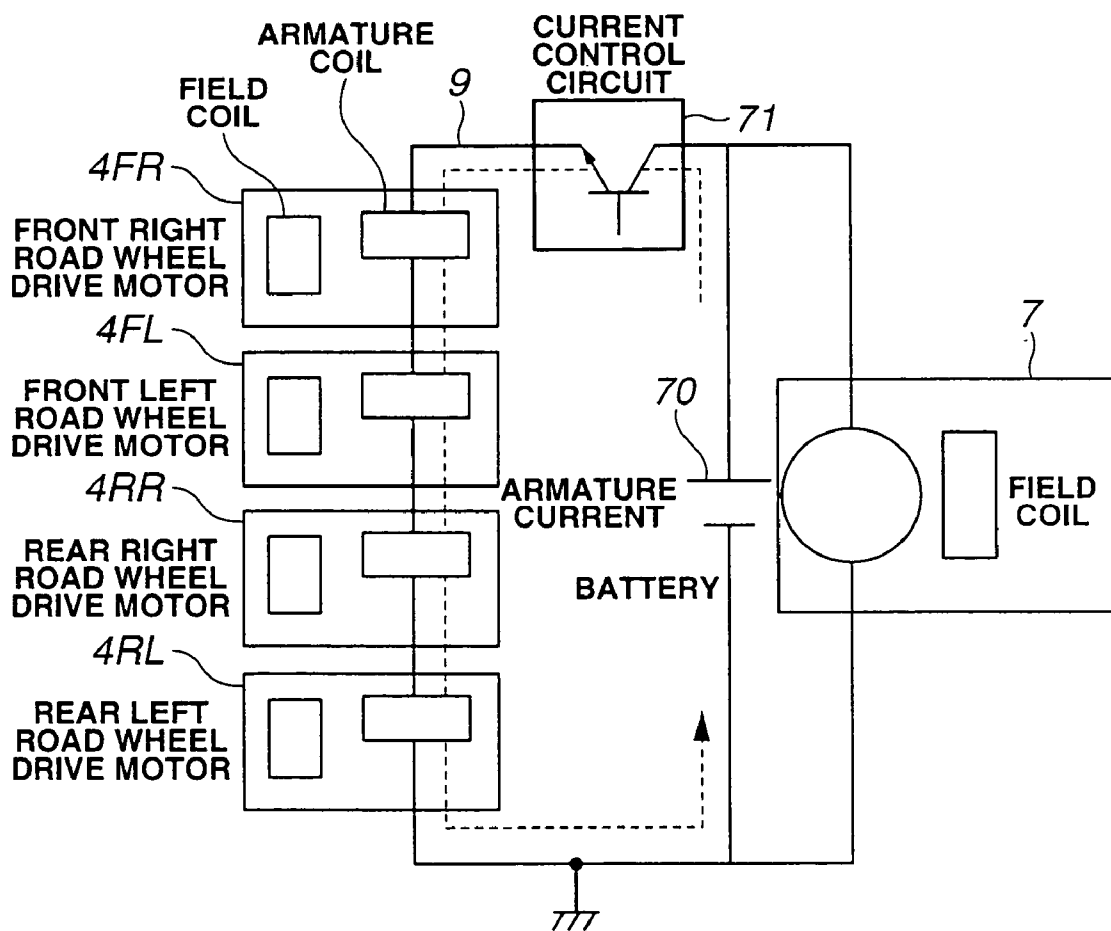 CURRENT
CONTROL
CIRCUIT
ARMATURE
COIL
FIELD
COIL
9
71
4FR
FRONT RIGHT
ROAD WHEEL
DRIVE MOTOR
4FL
FRONT LEFT
ROAD WHEEL
DRIVE MOTOR
7
70
4RR
ARMATURE
CURRENT
FIELD
COIL
REAR RIGHT
ROAD WHEEL
DRIVE MOTOR
BATTERY
4RL
REAR LEFT
ROAD WHEEL
DRIVE MOTOR